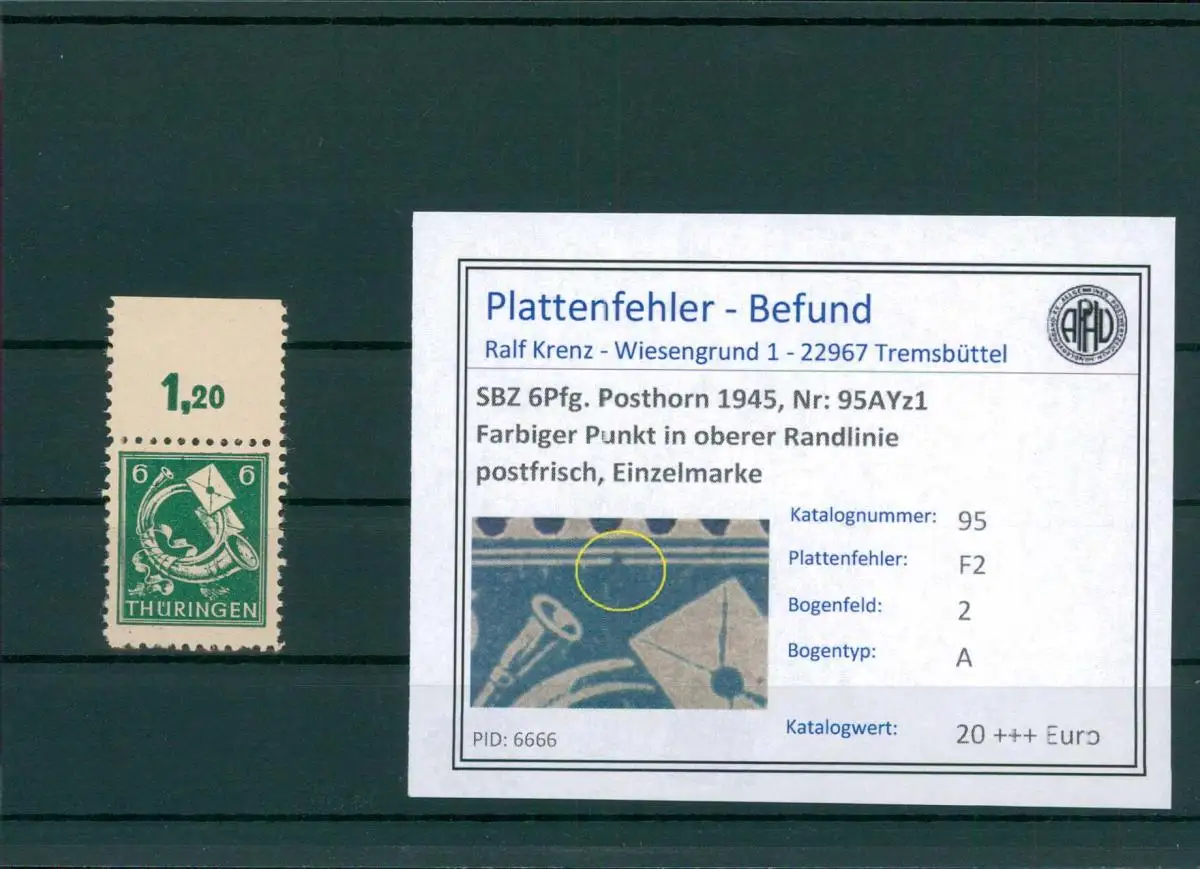 1,20
6 6
THÜRINGEN
Plattenfehler - Befund
Ralf Krenz - Wiesengrund 1 - 22967 Tremsbüttel
APHV
SBZ 6Pfg. Posthorn 1945, Nr: 95AYz1
Farbiger Punkt in oberer Randlinie
postfrisch, Einzelmarke
Katalognummer: 95
Plattenfehler: F2
Bogenfeld: 2
Bogentyp: A
Katalogwert: 20 +++ Euro
PID: 6666